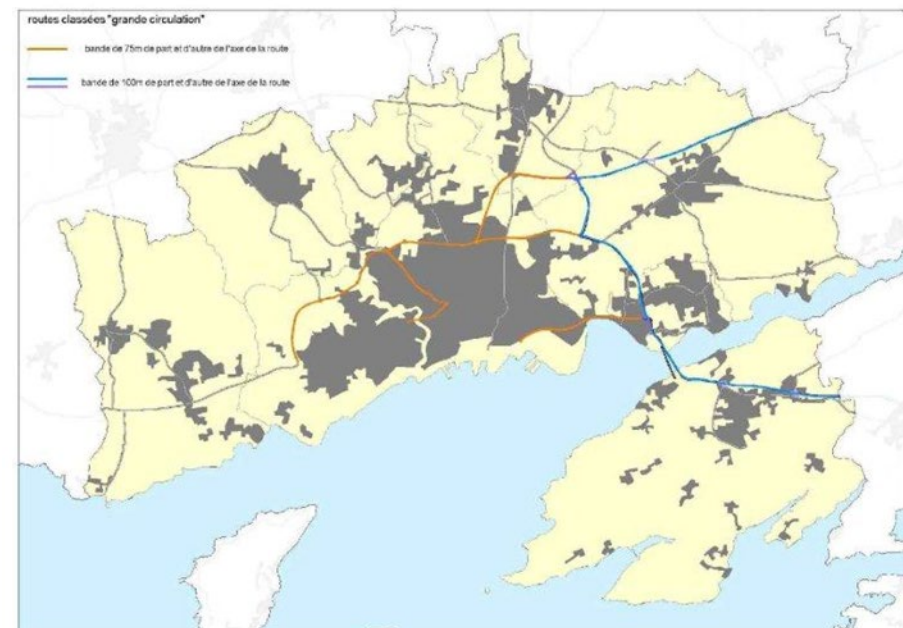 routes classées "grande circulation"
bande de 75m de part et d'autre de l'axe de la route
bande de 100m de part et d'autre de l'axe de la route